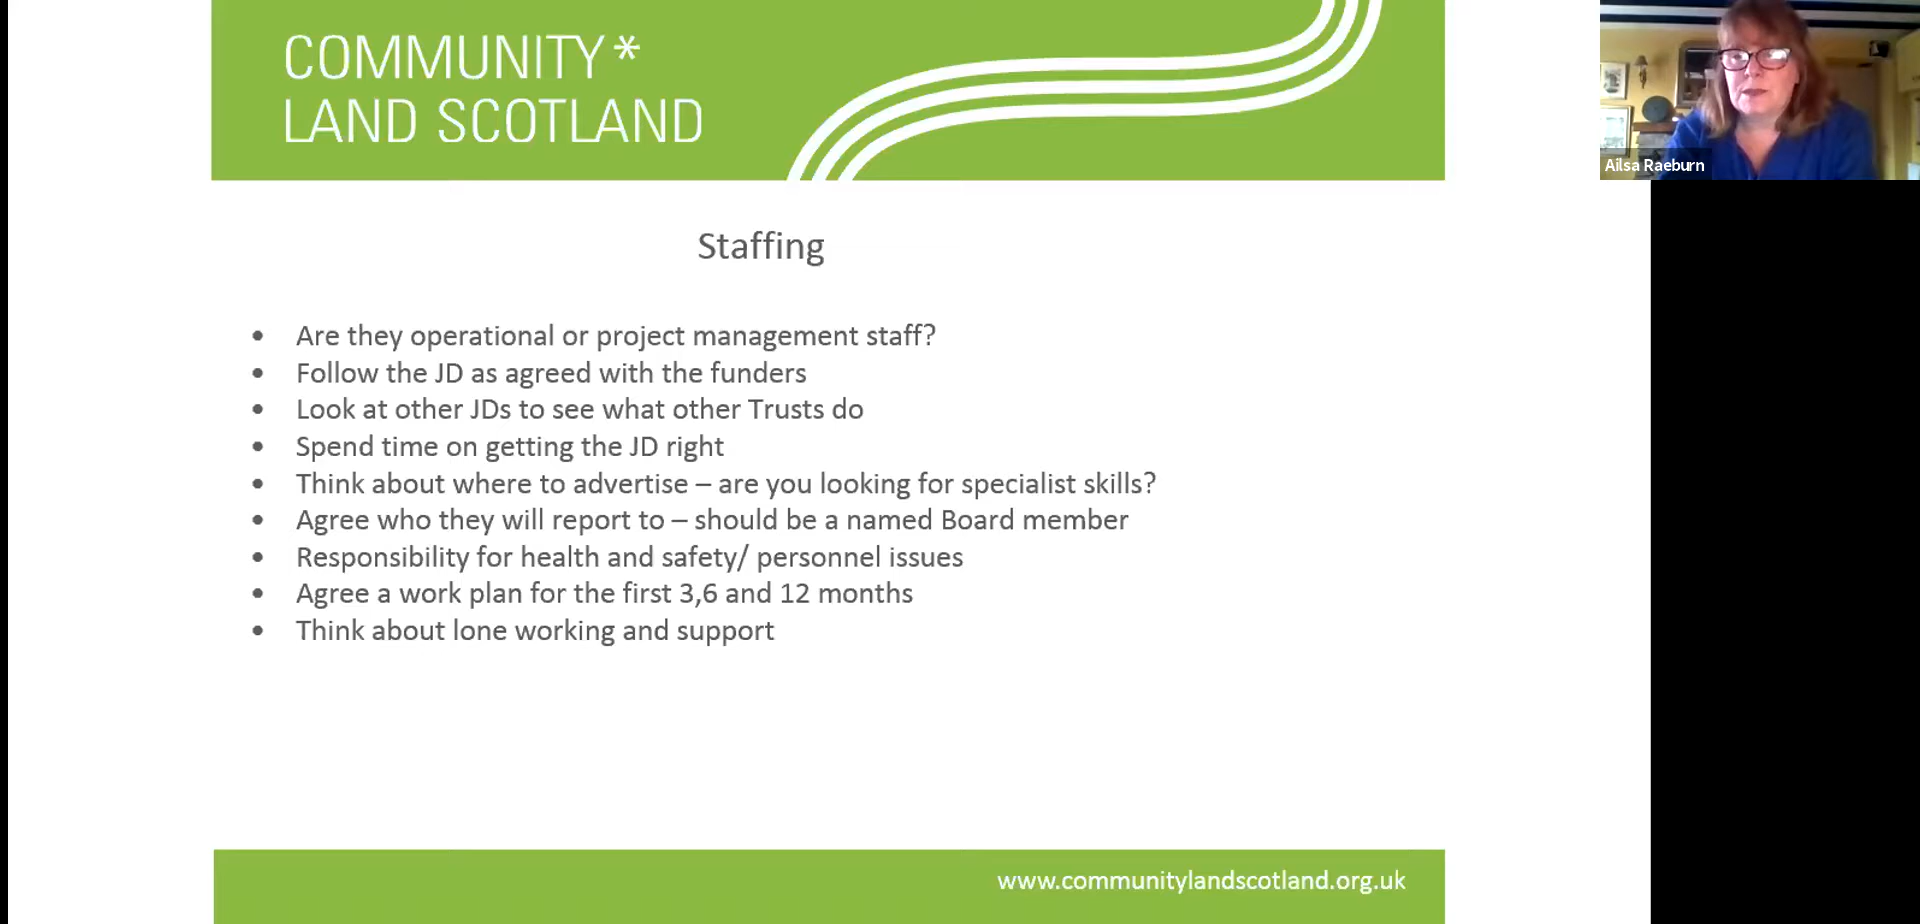 COMMUNITY*
LAND SCOTLAND
Ailsa Raeburn
Staffing
• Are they operational or project management staff?
• Follow the JD as agreed with the funders
• Look at other JDs to see what other Trusts do
• Spend time on getting the JD right
• Think about where to advertise – are you looking for specialist skills?
• Agree who they will report to – should be a named Board member
• Responsibility for health and safety/ personnel issues
• Agree a work plan for the first 3,6 and 12 months
• Think about lone working and support
www.communitylandscotland.org.uk